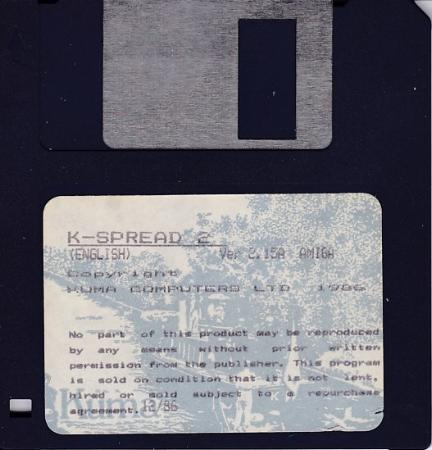 K-SPREAD 2
(ENGLISH) Ver 2.15A AMIGA
Copyright
KUMA COMPUTERS LTD 1986
No part of this product may be reproduced
by any means without prior written
permission from the publisher. This program
is sold on condition that it is not lent,
hired or sold subject to a repurchase
agreement. 12/86
Kuma